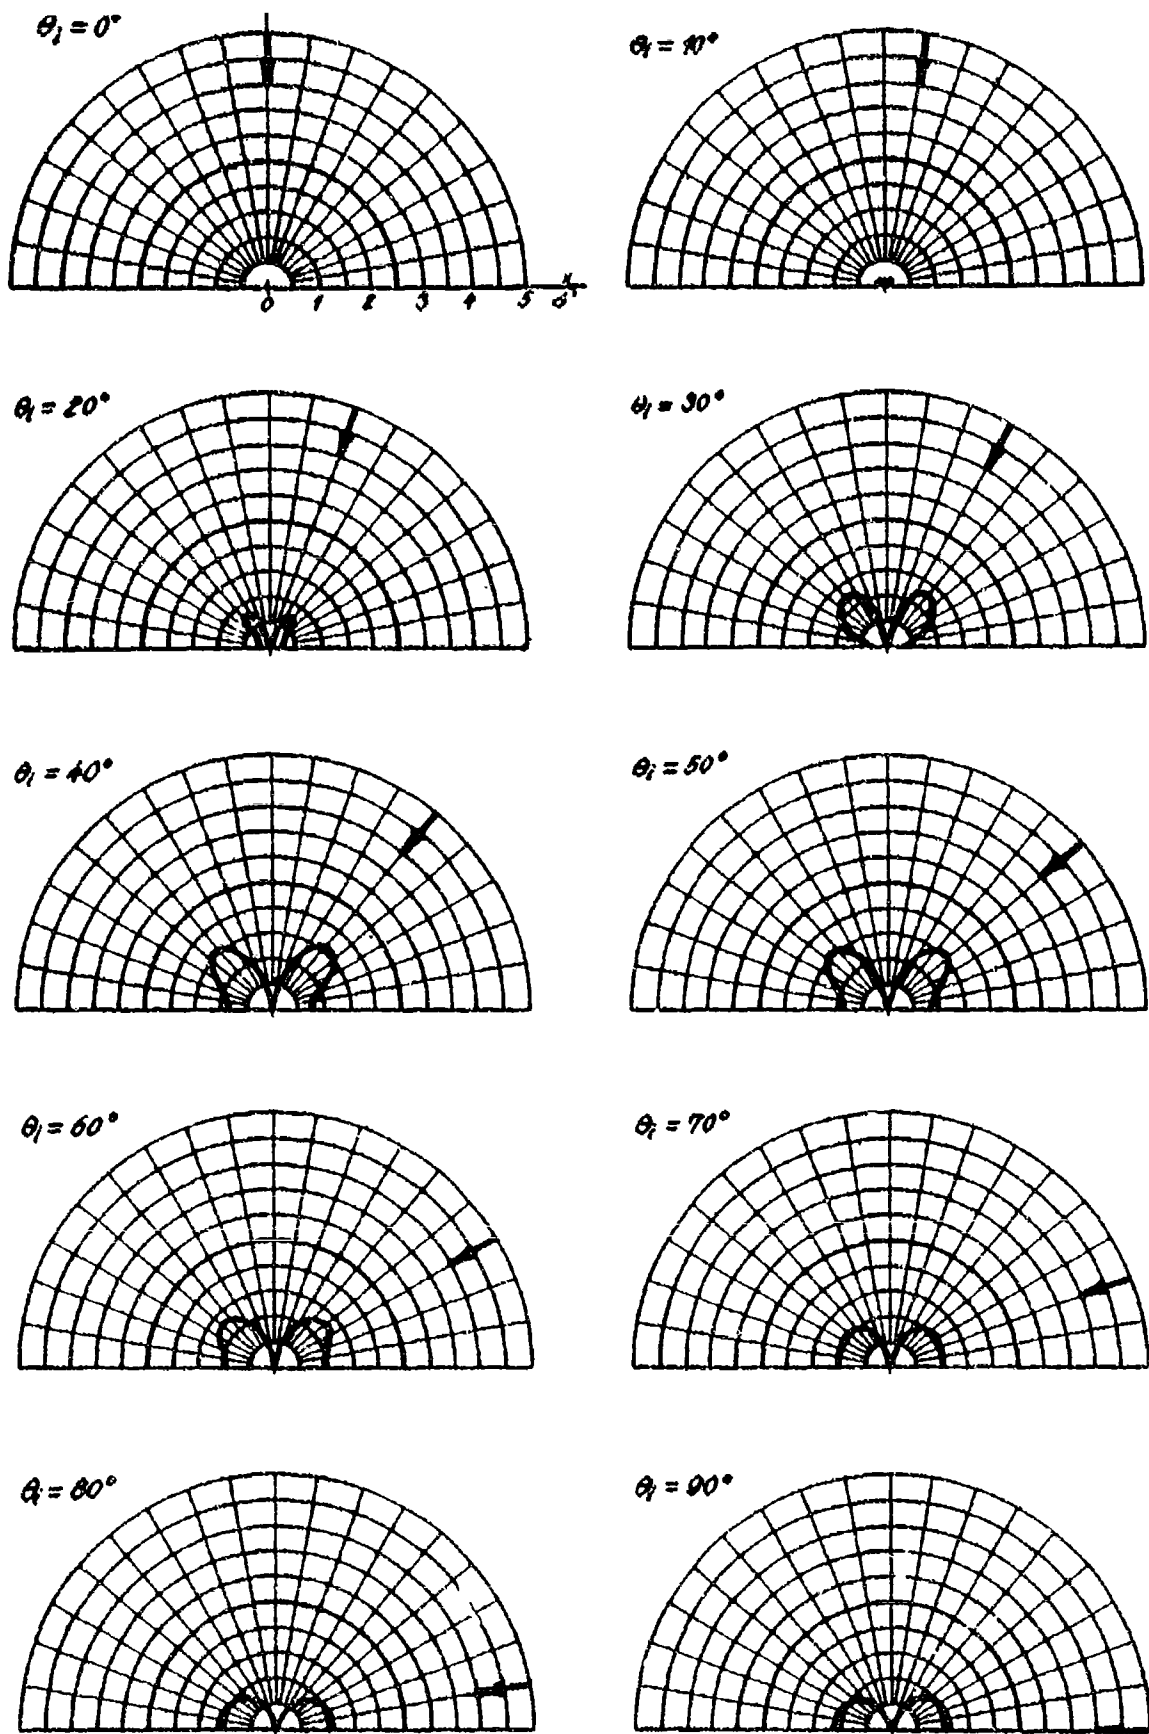 θi = 0°
θi = 10°
0 1 2 3 4 5
θi = 20°
θi = 30°
θi = 40°
θi = 50°
θi = 60°
θi = 70°
θi = 80°
θi = 90°